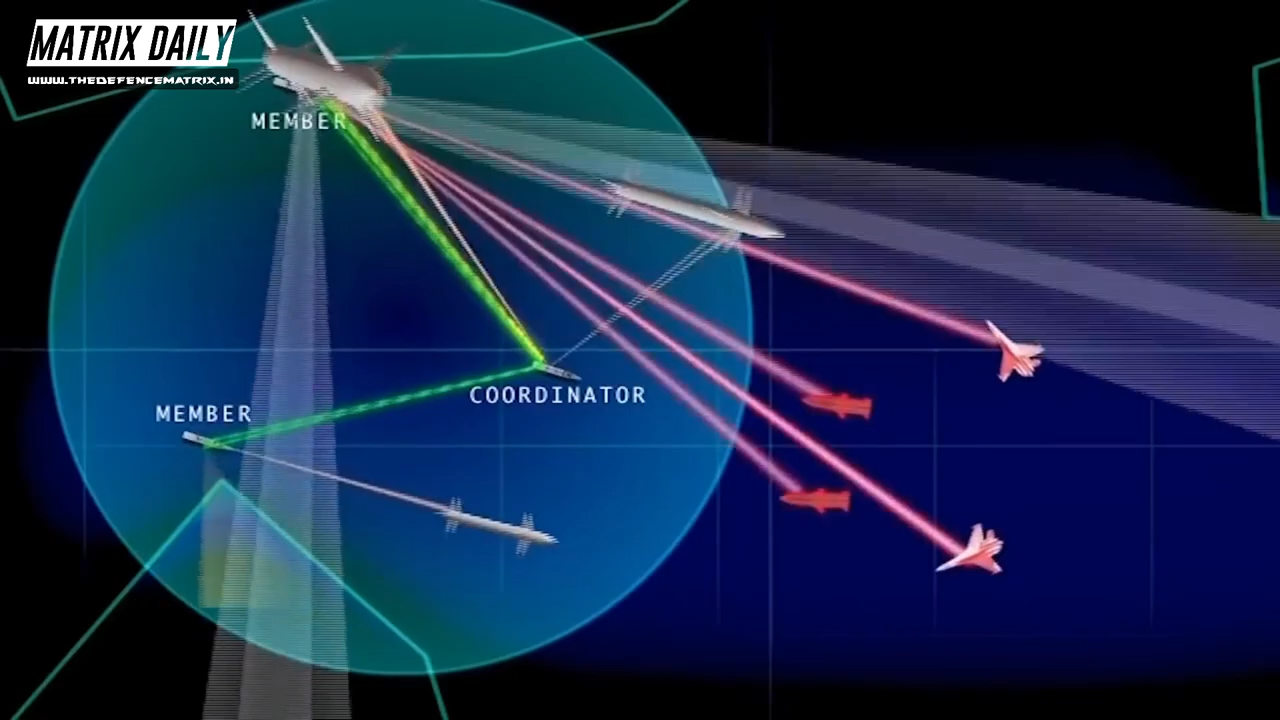 MATRIX DAILY
WWW.THEDEFENCEMATRIX.IN
MEMBER
COORDINATOR
MEMBER